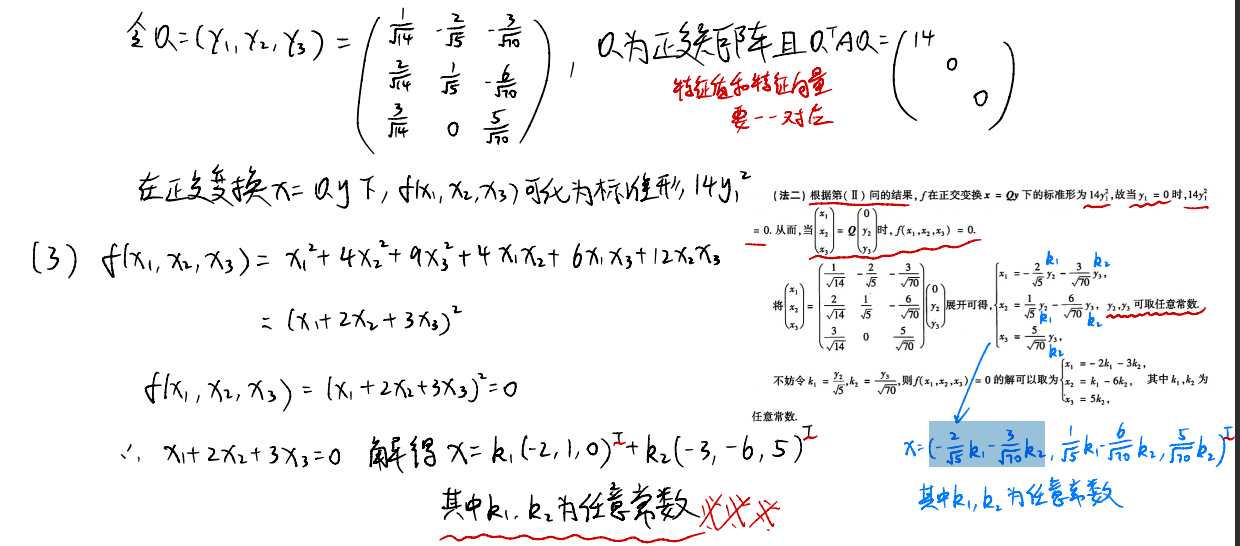 令Q=(γ₁,γ₂,γ₃)=(1/√14 -2/√5 -3/√70
2/√14 1/√5 -6/√70
3/√14 0 5/√70), Q为正交矩阵且QᵀAQ=(14
0
0)
特征值和特征向量
要一一对应
在正交变换x=Qy下,f(x₁,x₂,x₃)可化为标准形,14y₁²
(3) f(x₁,x₂,x₃)=x₁²+4x₂²+9x₃²+4x₁x₂+6x₁x₃+12x₂x₃
=(x₁+2x₂+3x₃)²
f(x₁,x₂,x₃)=(x₁+2x₂+3x₃)²=0
∴ x₁+2x₂+3x₃=0 解得 x=k₁(-2,1,0)ᵀ+k₂(-3,-6,5)ᵀ
其中k₁,k₂为任意常数
(法二)根据第(Ⅱ)问的结果,f在正交变换x=Qy下的标准形为14y₁²,故当y₁=0时,14y₁²
=0.从而,当(x₁ x₂ x₃)=Q(0 y₂ y₃)时,f(x₁,x₂,x₃)=0.
将(x₁ x₂ x₃)=(1/√14 -2/√5 -3/√70
2/√14 1/√5 -6/√70
3/√14 0 5/√70)(0 y₂ y₃)展开可得,{x₁=-2/√5 y₂-3/√70 y₃,
x₂=1/√5 y₂-6/√70 y₃, y₂,y₃可取任意常数.
x₃=5/√70 y₃,
k₁ k₂
k₁ k₂
k₂
不妨令k₁=y₂/√5,k₂=y₃/√70,则f(x₁,x₂,x₃)=0的解可以取为{x₁=-2k₁-3k₂,
x₂=k₁-6k₂, 其中k₁,k₂为
x₃=5k₂,
任意常数.
x=(-2/√5 k₁-3/√70 k₂, 1/√5 k₁-6/√70 k₂, 5/√70 k₂)ᵀ
其中k₁,k₂为任意常数